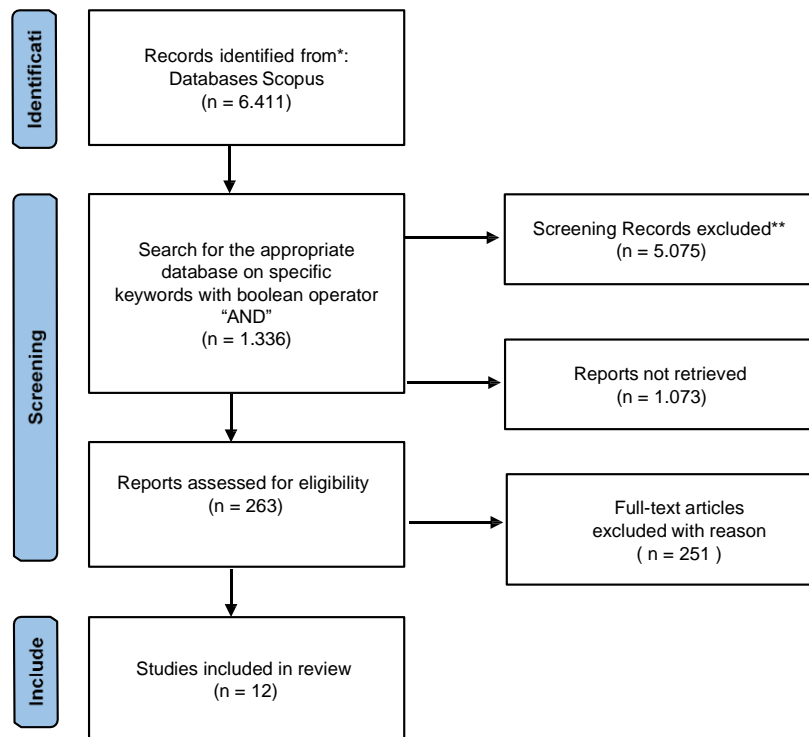 Identificati
Records identified from*:
Databases Scopus
(n = 6.411)
Screening
Search for the appropriate
database on specific
keywords with boolean operator
“AND”
(n = 1.336)
Screening Records excluded**
(n = 5.075)
Reports not retrieved
(n = 1.073)
Reports assessed for eligibility
(n = 263)
Full-text articles
excluded with reason
( n = 251 )
Include
Studies included in review
(n = 12)